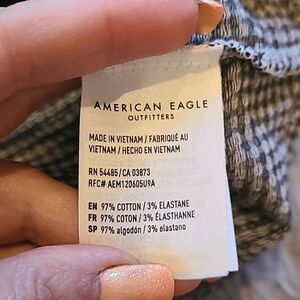 AMERICAN EAGLE
OUTFITTERS
MADE IN VIETNAM / FABRIQUÉ AU
VIETNAM / HECHO EN VIETNAM
RN 54485/CA 03873
RFC# AEM120605U9A
EN 97% COTTON / 3% ELASTANE
FR 97% COTON / 3% ÉLASTHANNE
SP 97% algodón / 3% elastano